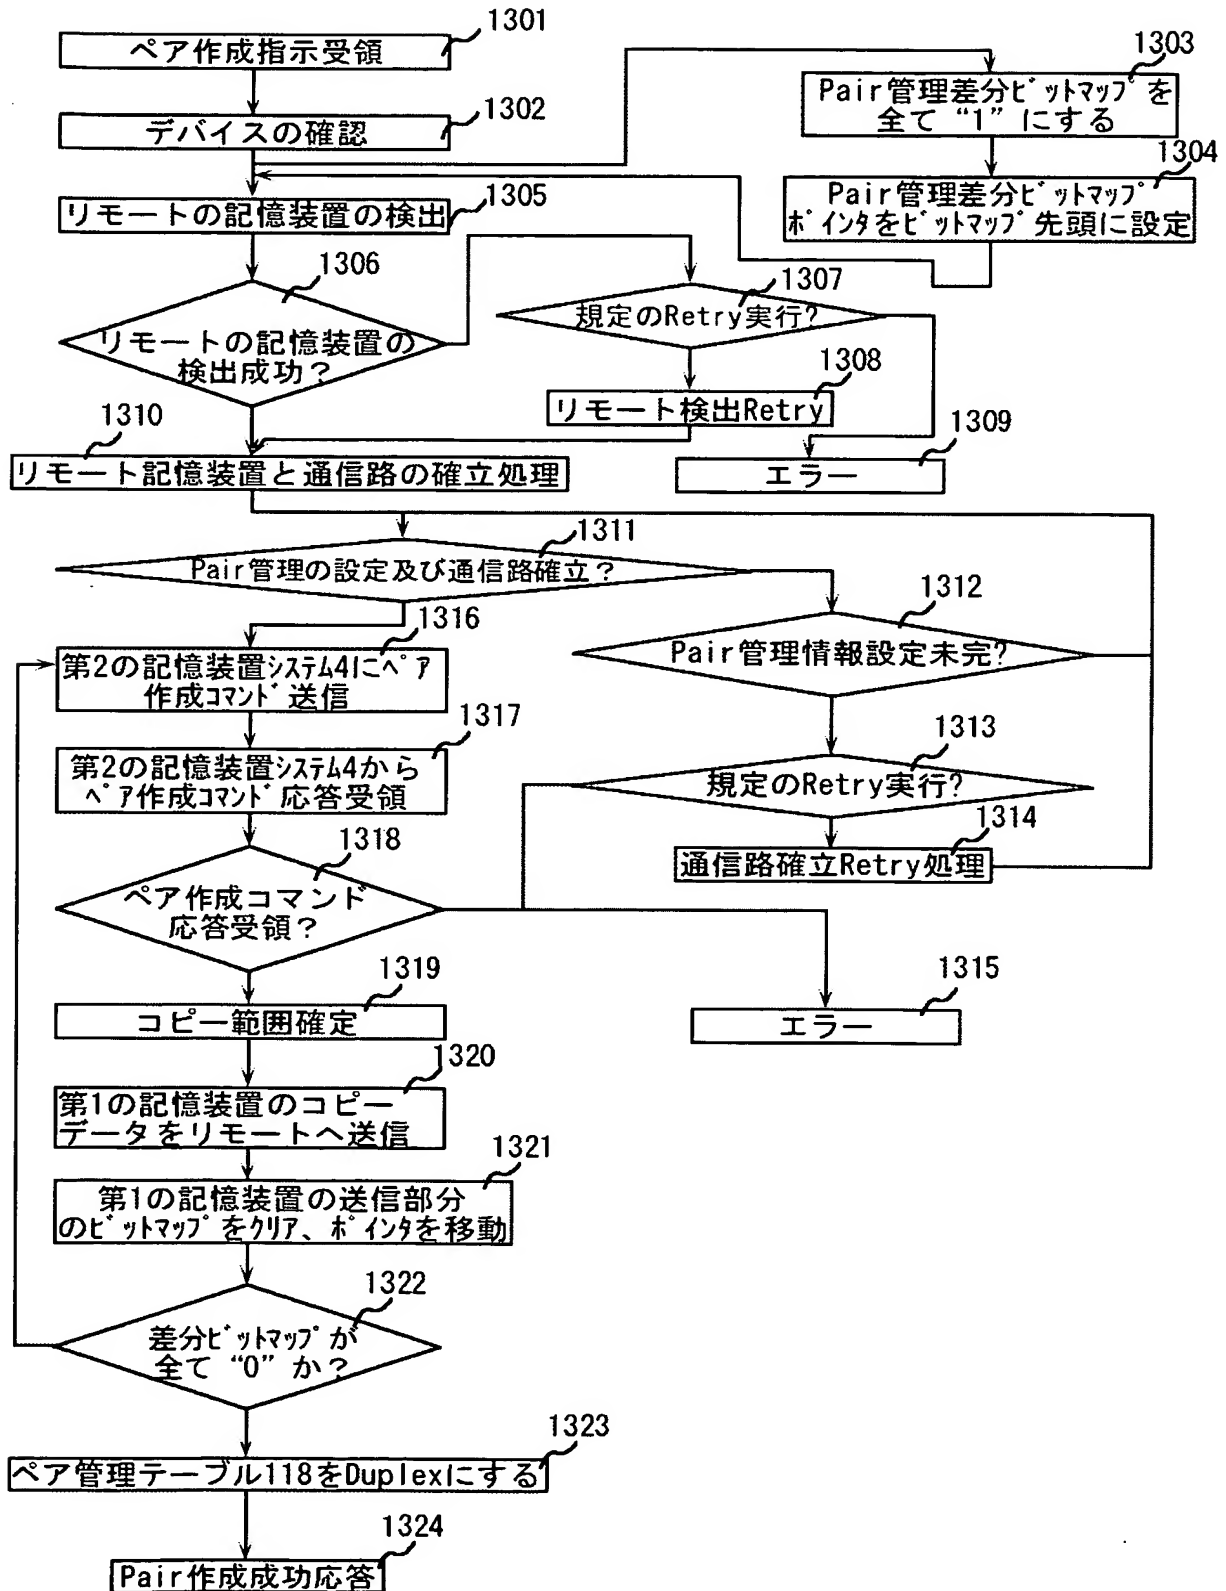 1301
ペア作成指示受領
1302
デバイスの確認
1303
Pair管理差分ビットマップを
全て“1”にする
1304
Pair管理差分ビットマップ
ポインタをビットマップ先頭に設定
1305
リモートの記憶装置の検出
1306
リモートの記憶装置の
検出成功？
1307
規定のRetry実行?
1308
リモート検出Retry
1309
エラー
1310
リモート記憶装置と通信路の確立処理
1311
Pair管理の設定及び通信路確立？
1312
Pair管理情報設定未完?
1313
規定のRetry実行?
1314
通信路確立Retry処理
1315
エラー
1316
第2の記憶装置システム4にペア
作成コマンド送信
1317
第2の記憶装置システム4から
ペア作成コマンド応答受領
1318
ペア作成コマンド
応答受領？
1319
コピー範囲確定
1320
第1の記憶装置のコピー
データをリモートへ送信
1321
第1の記憶装置の送信部分
のビットマップをクリア、ポインタを移動
1322
差分ビットマップが
全て“0”か？
1323
ペア管理テーブル118をDuplexにする
1324
Pair作成成功応答